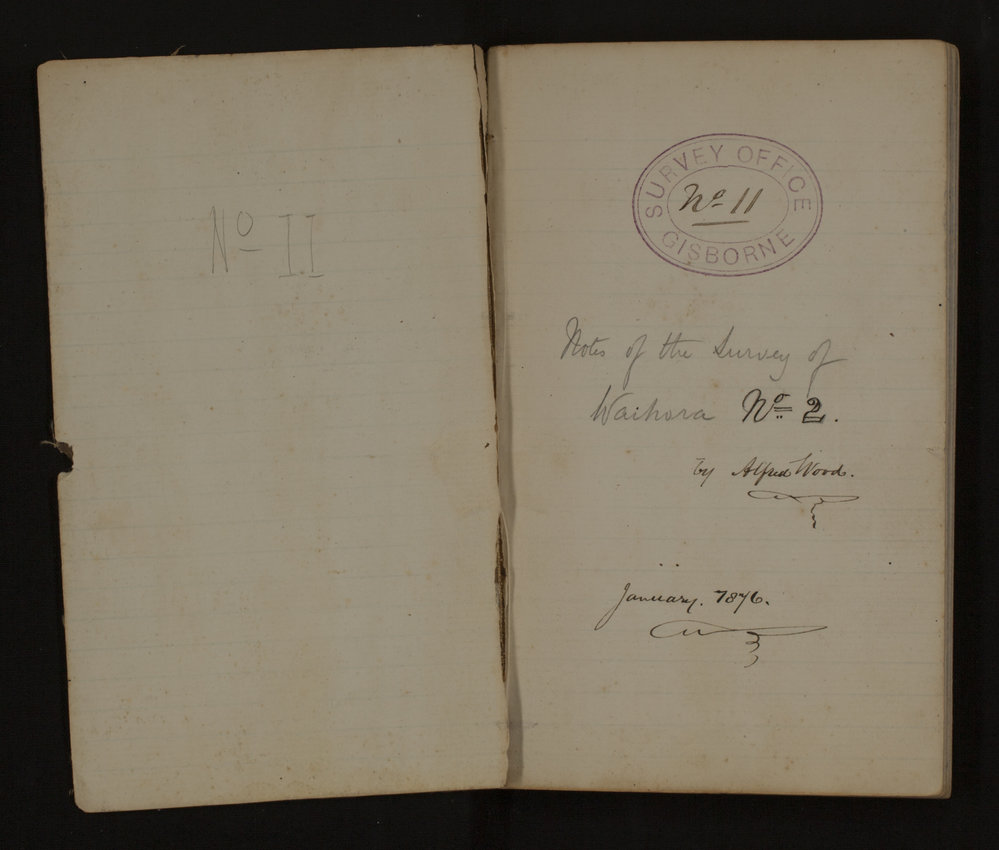 Nº II
SURVEY OFFICE
Nº 11
GISBORNE
Notes of the Survey of
Waihora Nº 2.
by Alfred Wood.
January. 1876.